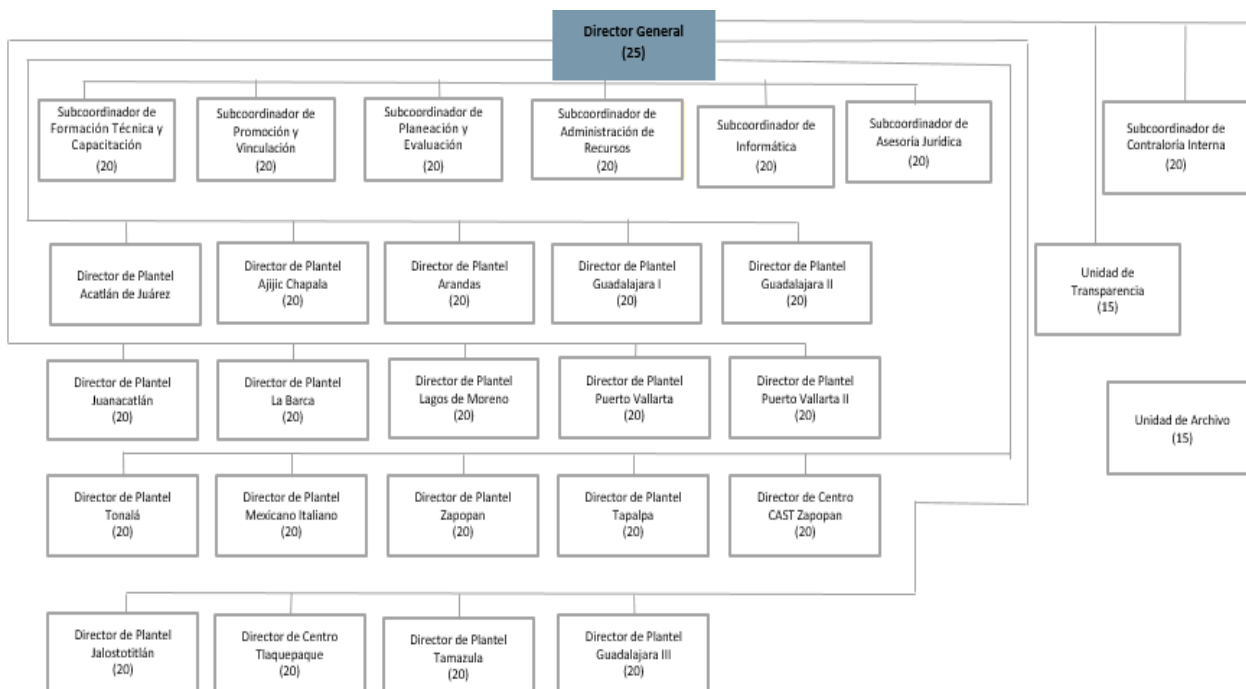 Director General
(25)
Subcoordinador de
Formación Técnica y
Capacitación
(20)
Subcoordinador de
Promoción y
Vinculación
(20)
Subcoordinador de
Planeación y
Evaluación
(20)
Subcoordinador de
Administración de
Recursos
(20)
Subcoordinador de
Informática
(20)
Subcoordinador de
Asesoría Jurídica
(20)
Subcoordinador de
Contraloría Interna
(20)
Director de Plantel
Acatlán de Juárez
Director de Plantel
Ajijic Chapala
(20)
Director de Plantel
Arandas
(20)
Director de Plantel
Guadalajara I
(20)
Director de Plantel
Guadalajara II
(20)
Unidad de
Transparencia
(15)
Director de Plantel
Juanacatlán
(20)
Director de Plantel
La Barca
(20)
Director de Plantel
Lagos de Moreno
(20)
Director de Plantel
Puerto Vallarta
(20)
Director de Plantel
Puerto Vallarta II
(20)
Unidad de Archivo
(15)
Director de Plantel
Tonalá
(20)
Director de Plantel
Mexicano Italiano
(20)
Director de Plantel
Zapopan
(20)
Director de Plantel
Tapalpa
(20)
Director de Centro
CAST Zapopan
(20)
Director de Plantel
Jalostotitlán
(20)
Director de Centro
Tlaquepaque
(20)
Director de Plantel
Tamazula
(20)
Director de Plantel
Guadalajara III
(20)